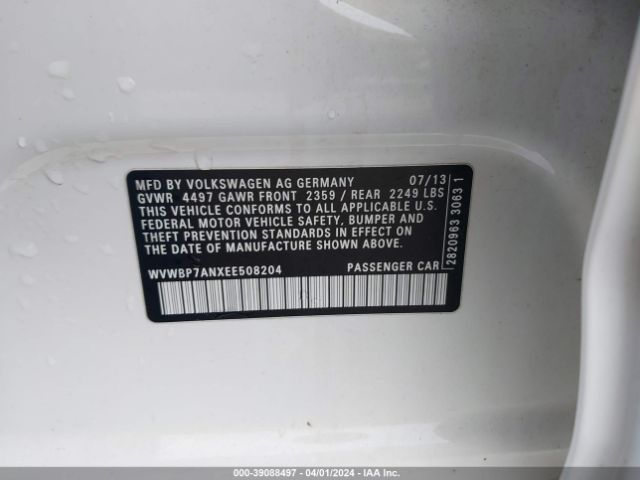 MFD BY VOLKSWAGEN AG GERMANY 07/13
GVWR 4497 GAWR FRONT 2359 / REAR 2249 LBS
THIS VEHICLE CONFORMS TO ALL APPLICABLE U.S.
FEDERAL MOTOR VEHICLE SAFETY, BUMPER AND
THEFT PREVENTION STANDARDS IN EFFECT ON
THE DATE OF MANUFACTURE SHOWN ABOVE.
WVWBP7ANXEE508204 PASSENGER CAR
2820963 3063 1
000-39088497 - 04/01/2024 - IAA Inc.